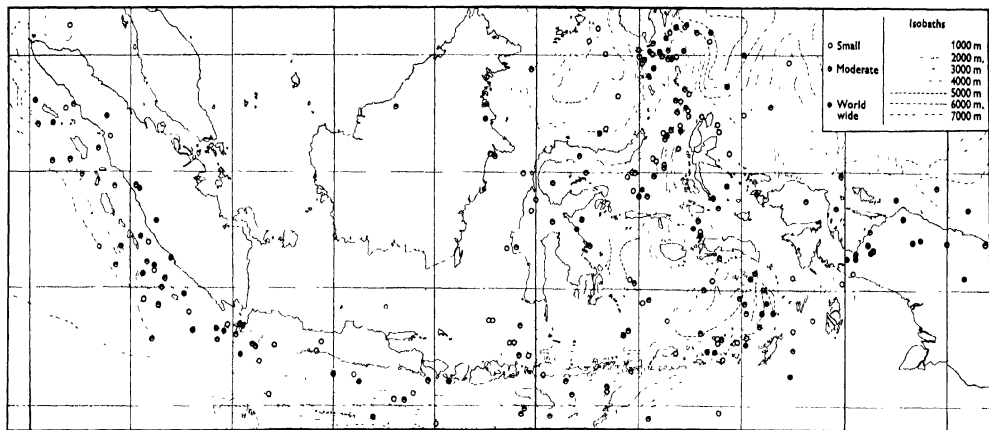 Isobaths
Small
1000 m
2000 m,
Moderate
3000 m
4000 m
5000 m
World wide
6000 m,
7000 m